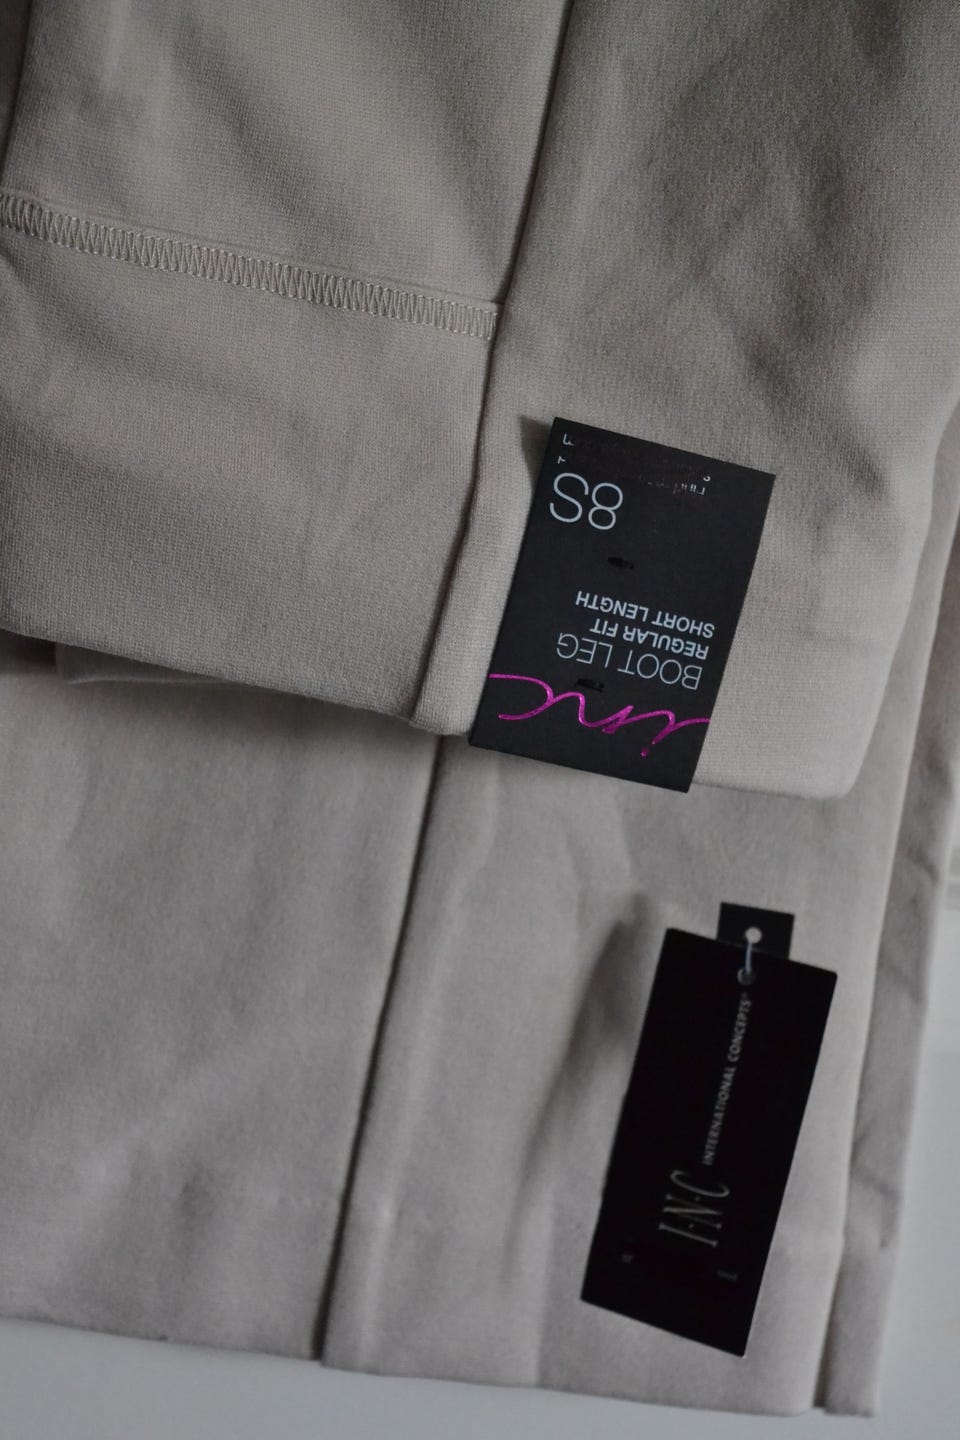 inc
BOOT LEG
REGULAR FIT
SHORT LENGTH
8S
I·N·C
INTERNATIONAL CONCEPTS®